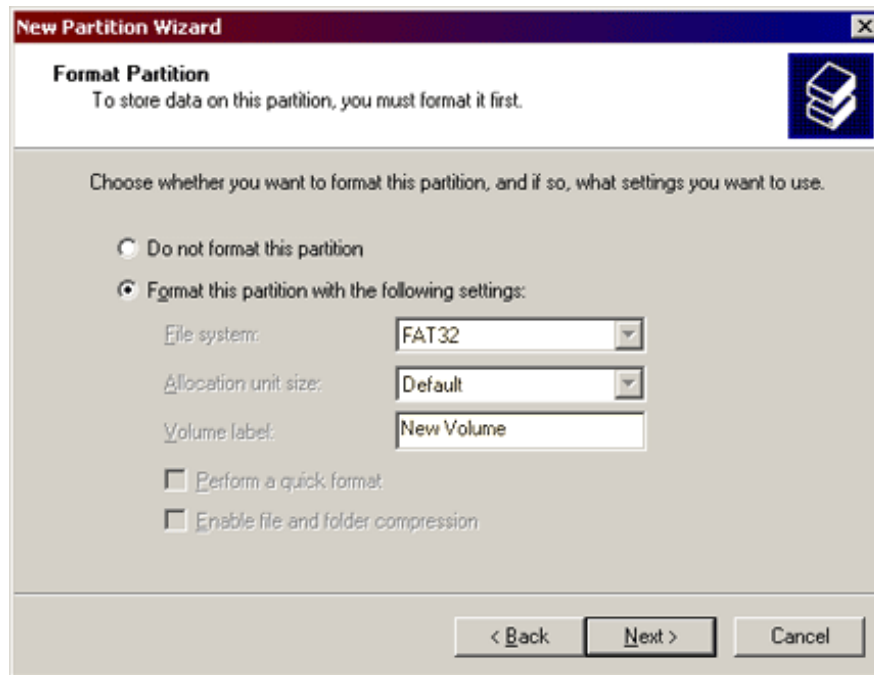 New Partition Wizard
Format Partition
To store data on this partition, you must format it first.
Choose whether you want to format this partition, and if so, what settings you want to use.
Do not format this partition
Format this partition with the following settings:
File system:
FAT32
Allocation unit size:
Default
Volume label:
New Volume
Perform a quick format
Enable file and folder compression
< Back
Next >
Cancel